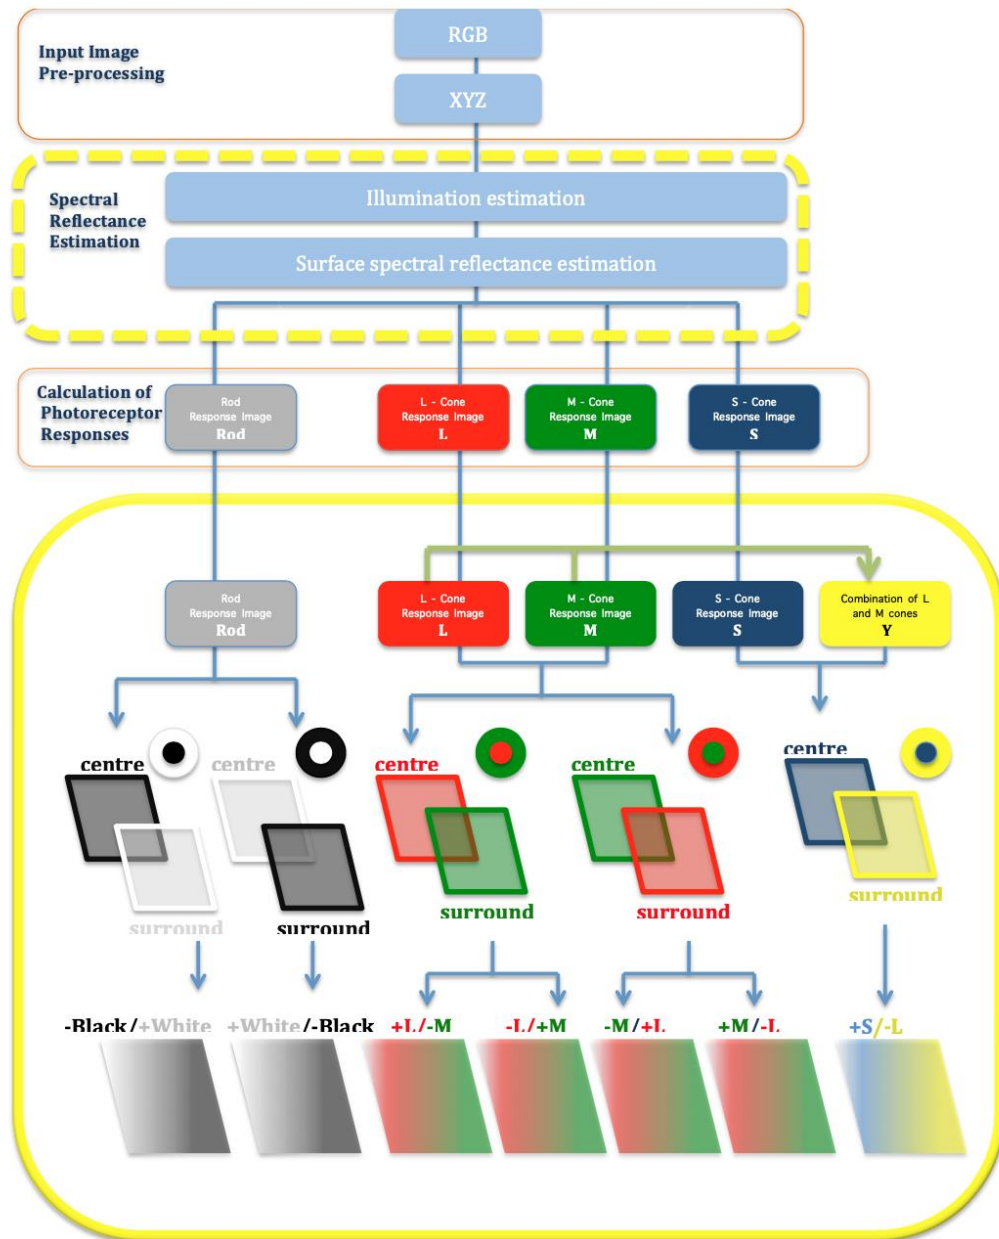 RGB
Input Image
Pre-processing
XYZ
Spectral
Reflectance
Estimation
Illumination estimation
Surface spectral reflectance estimation
Calculation of
Photoreceptor
Responses
Rod
Response Image
Rod
L - Cone
Response Image
L
M - Cone
Response Image
M
S - Cone
Response Image
S
Rod
Response Image
Rod
L - Cone
Response Image
L
M - Cone
Response Image
M
S - Cone
Response Image
S
Combination of L
and M cones
Y
centre
surround
centre
surround
centre
surround
centre
surround
centre
surround
-Black/+White
+White/-Black
+L/-M
-L/+M
-M/+L
+M/-L
+S/-L